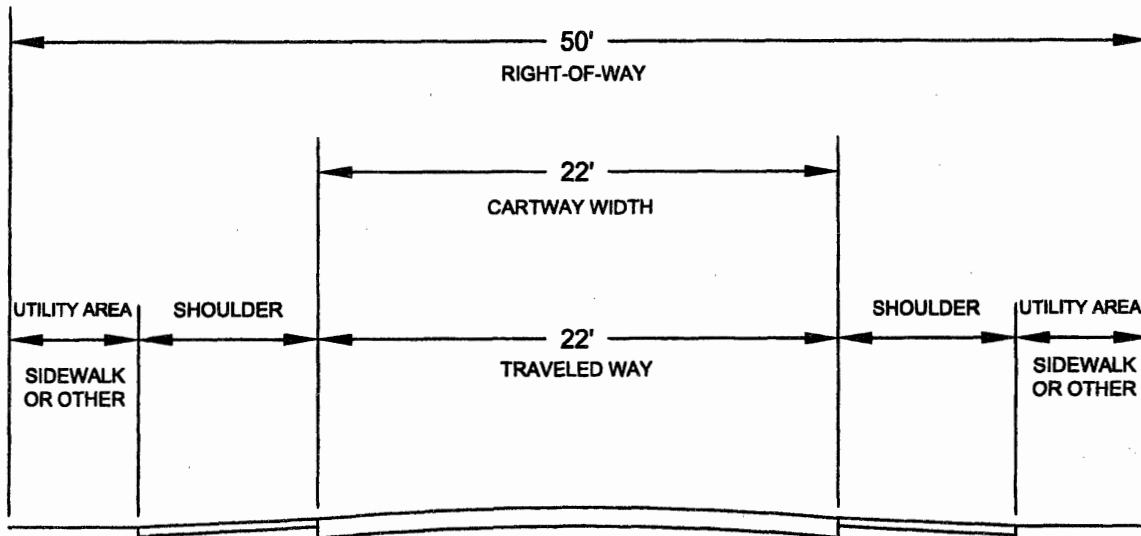 50'
RIGHT-OF-WAY
22'
CARTWAY WIDTH
UTILITY AREA
SHOULDER
22'
TRAVELED WAY
SHOULDER
UTILITY AREA
SIDEWALK
OR OTHER
SIDEWALK
OR OTHER